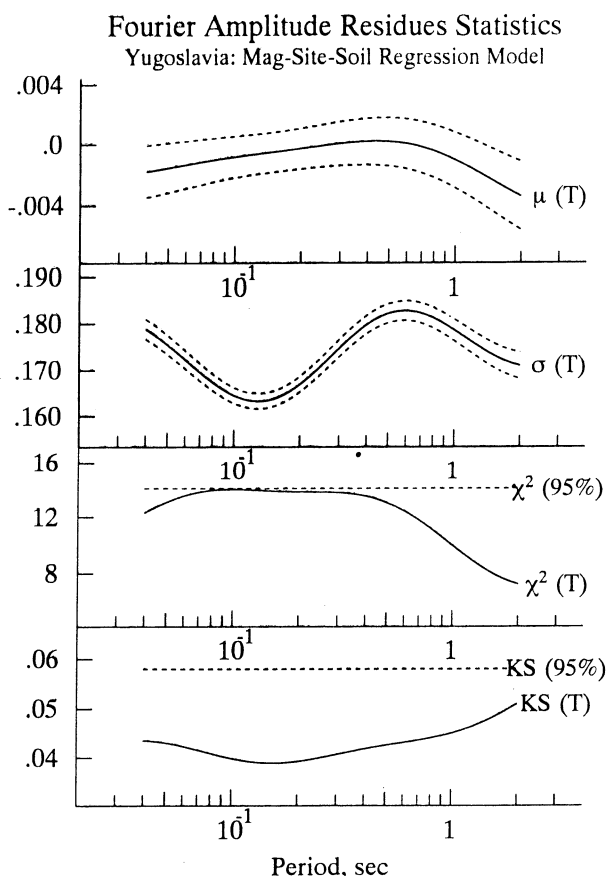 Fourier Amplitude Residues Statistics
Yugoslavia: Mag-Site-Soil Regression Model
.004
.0
-.004
μ (T)
10⁻¹ 1
.190
.180
.170
.160
σ (T)
10⁻¹ 1
16
12
8
χ² (95%)
χ² (T)
10⁻¹ 1
.06
.05
.04
KS (95%)
KS (T)
10⁻¹ 1
Period, sec